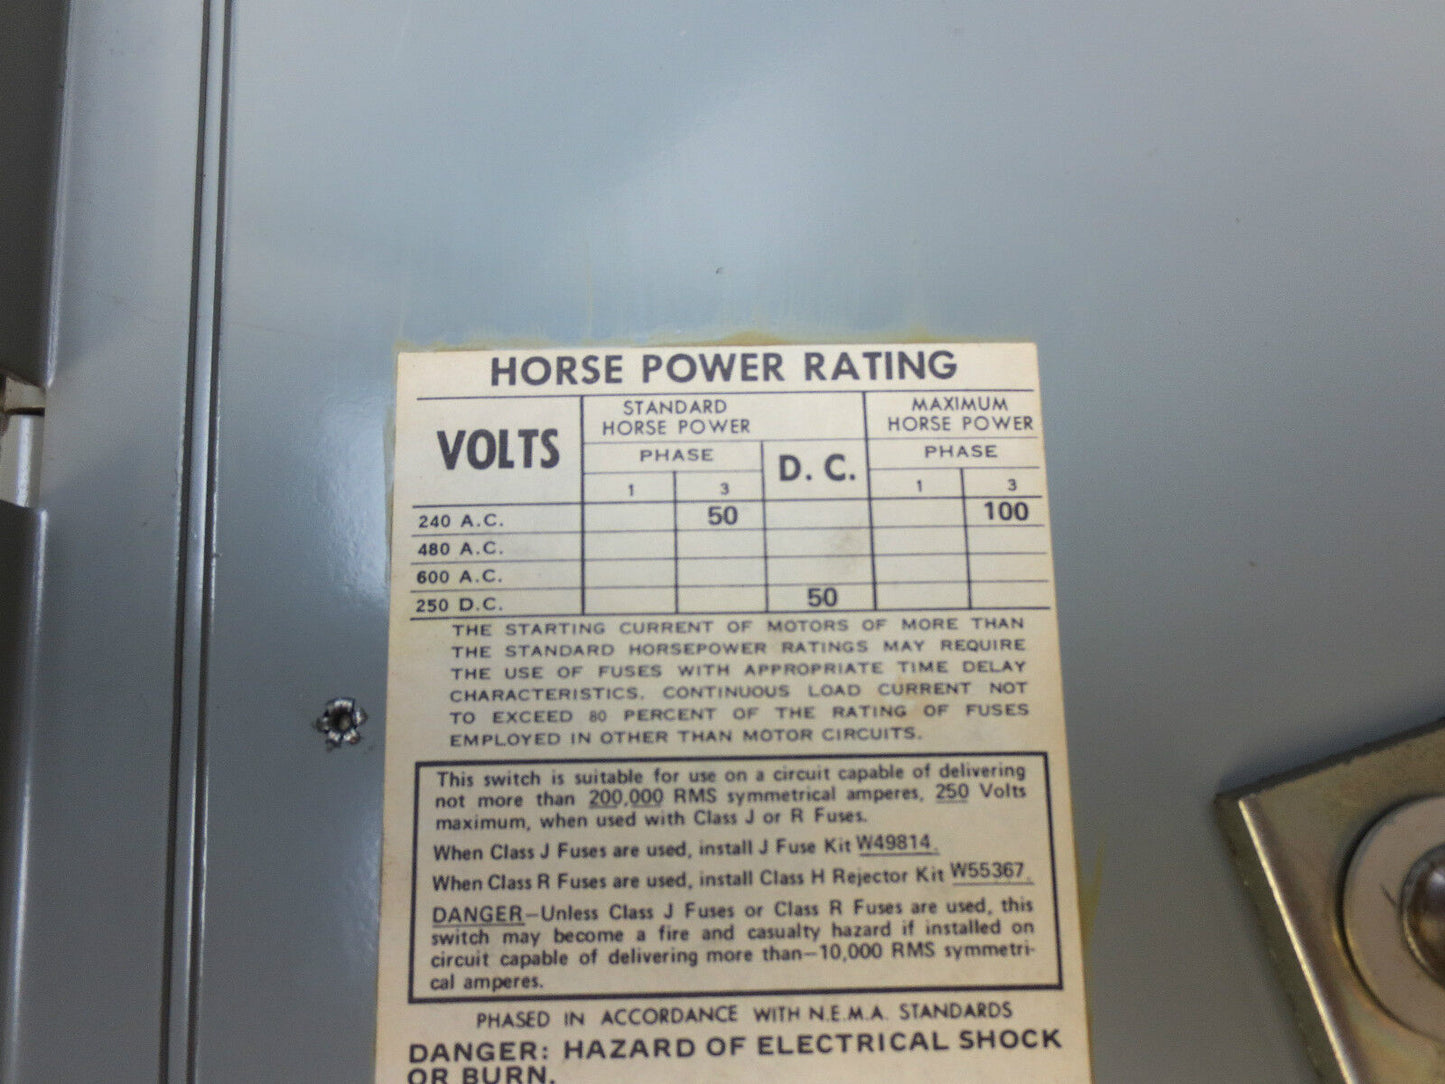 HORSE POWER RATING
VOLTS
STANDARD
HORSE POWER
MAXIMUM
HORSE POWER
PHASE
D. C.
PHASE
1 3 1 3
240 A.C. 50 100
480 A.C.
600 A.C.
250 D.C. 50
THE STARTING CURRENT OF MOTORS OF MORE THAN
THE STANDARD HORSEPOWER RATINGS MAY REQUIRE
THE USE OF FUSES WITH APPROPRIATE TIME DELAY
CHARACTERISTICS. CONTINUOUS LOAD CURRENT NOT
TO EXCEED 80 PERCENT OF THE RATING OF FUSES
EMPLOYED IN OTHER THAN MOTOR CIRCUITS.
This switch is suitable for use on a circuit capable of delivering
not more than 200,000 RMS symmetrical amperes, 250 Volts
maximum, when used with Class J or R Fuses.
When Class J Fuses are used, install J Fuse Kit W49814.
When Class R Fuses are used, install Class H Rejector Kit W55367.
DANGER—Unless Class J Fuses or Class R Fuses are used, this
switch may become a fire and casualty hazard if installed on
circuit capable of delivering more than—10,000 RMS symmetri-
cal amperes.
PHASED IN ACCORDANCE WITH N.E.M.A. STANDARDS
DANGER: HAZARD OF ELECTRICAL SHOCK
OR BURN.